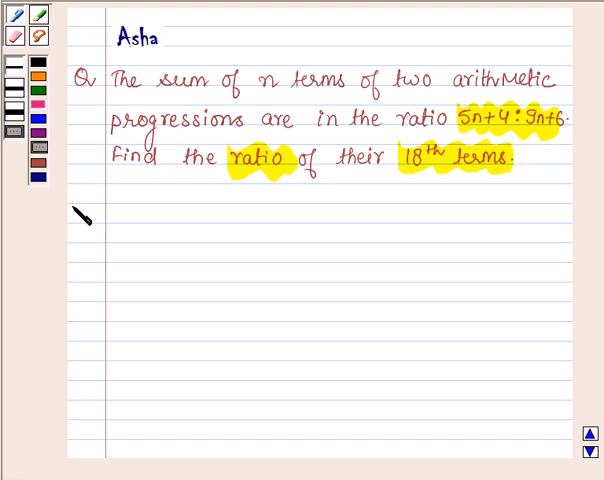 Asha
Q The sum of n terms of two arithmetic
progressions are in the ratio 5n+4:9n+6.
Find the ratio of their 18th terms.